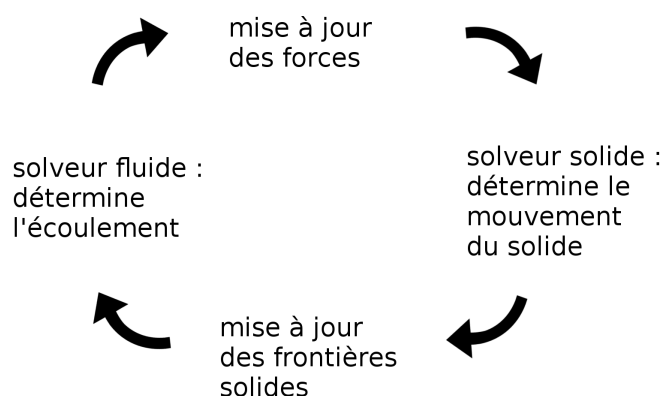 mise à jour
des forces
solveur solide :
détermine le
mouvement
du solide
mise à jour
des frontières
solides
solveur fluide :
détermine
l'écoulement